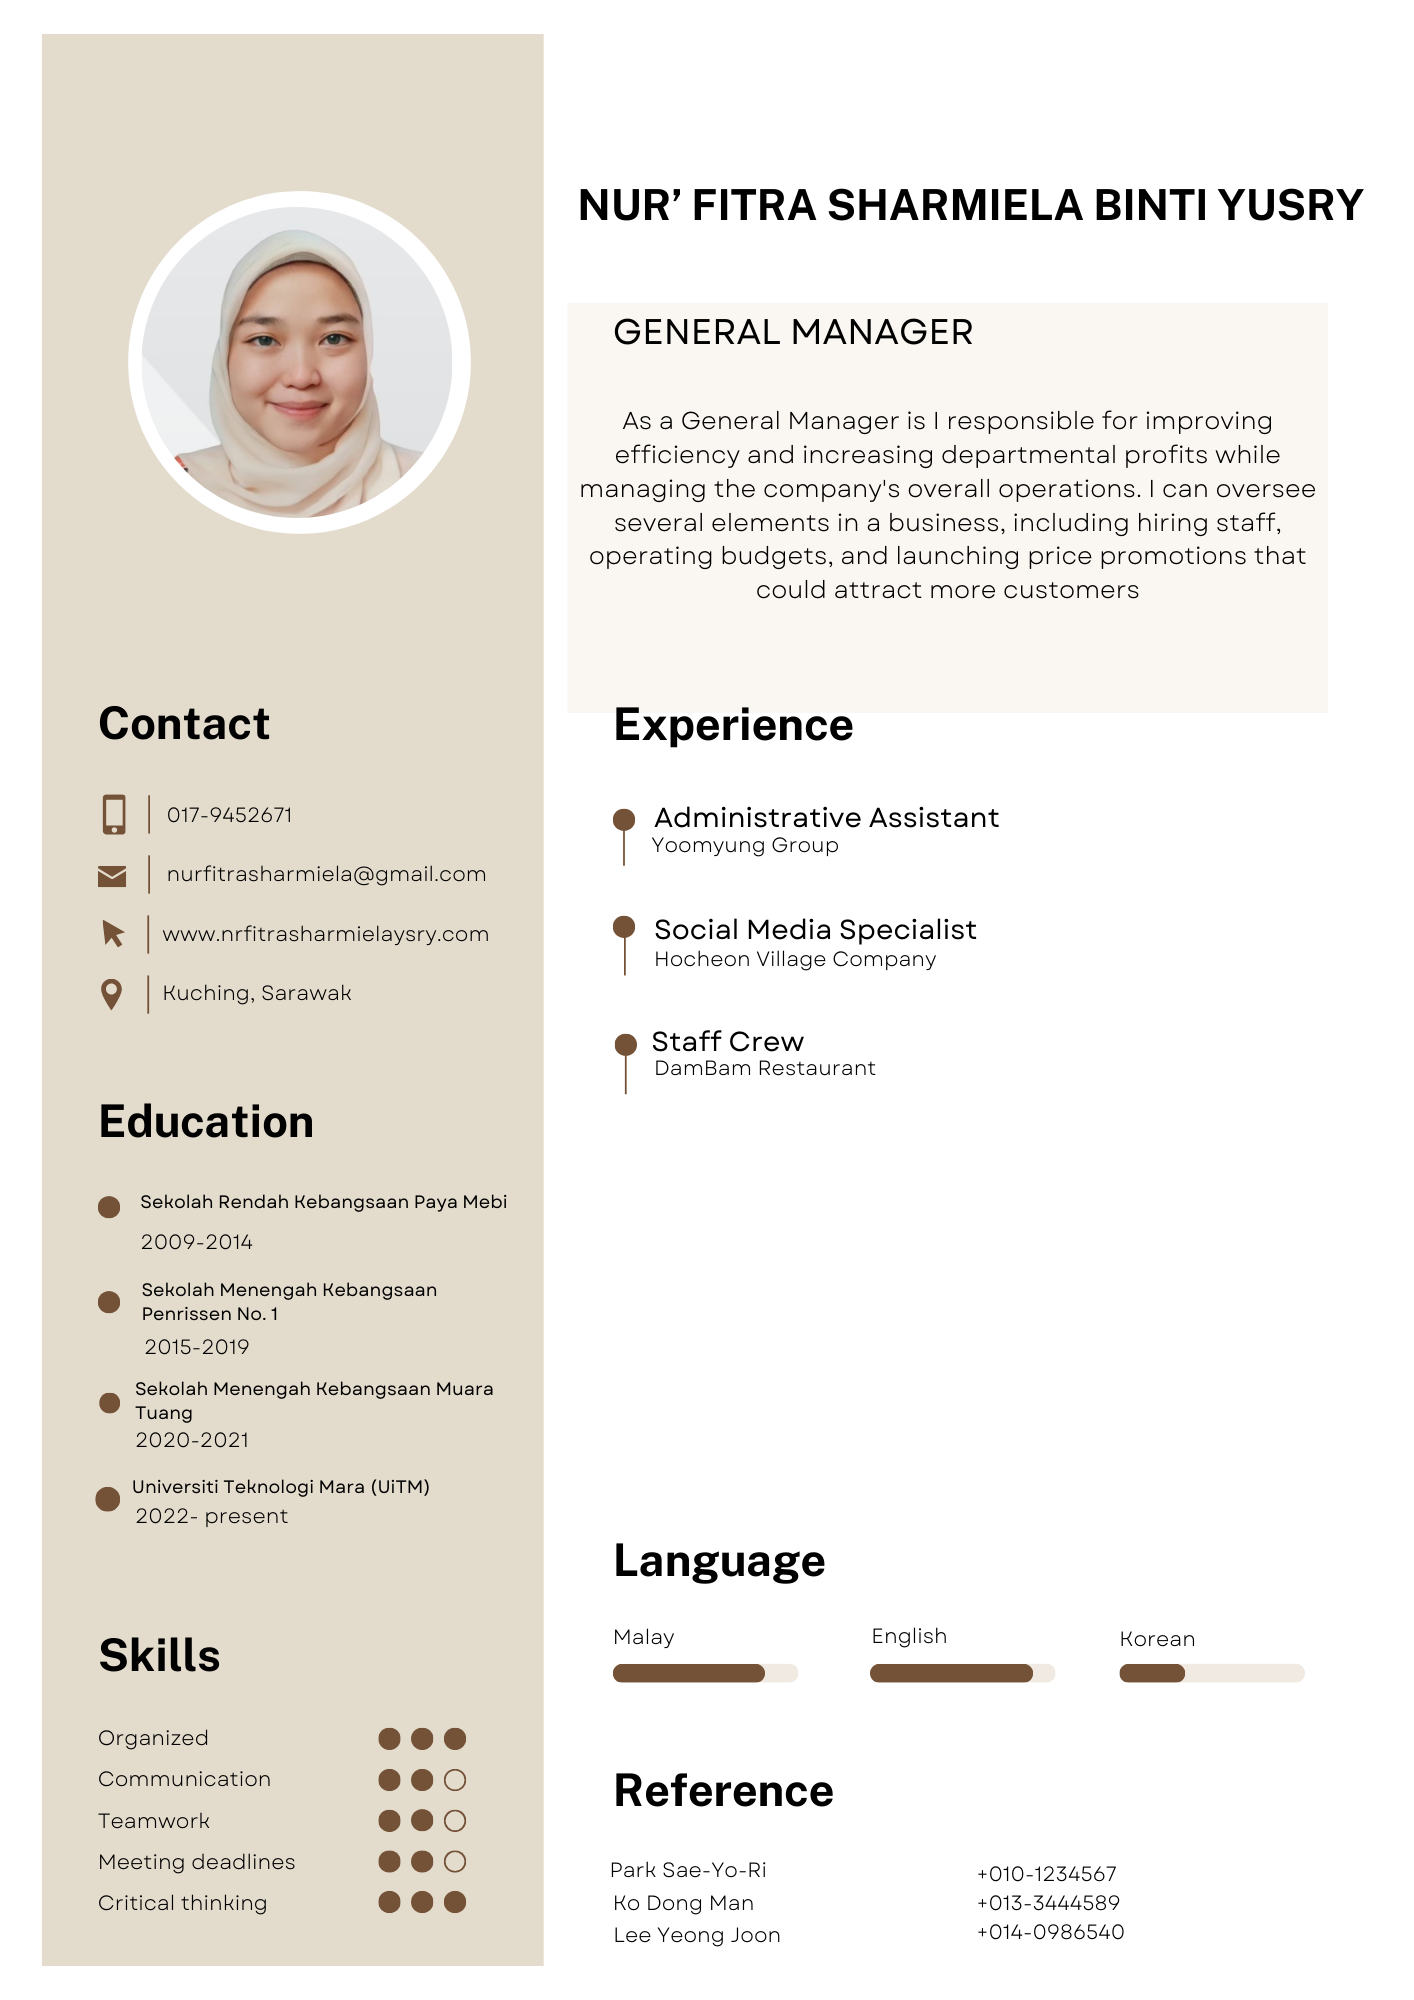 NUR’ FITRA SHARMIELA BINTI YUSRY
GENERAL MANAGER
As a General Manager is I responsible for improving
efficiency and increasing departmental profits while
managing the company's overall operations. I can oversee
several elements in a business, including hiring staff,
operating budgets, and launching price promotions that
could attract more customers
Contact
017-9452671
nurfitrasharmiela@gmail.com
www.nrfitrasharmielaysry.com
Kuching, Sarawak
Education
Sekolah Rendah Kebangsaan Paya Mebi
2009-2014
Sekolah Menengah Kebangsaan
Penrissen No. 1
2015-2019
Sekolah Menengah Kebangsaan Muara
Tuang
2020-2021
Universiti Teknologi Mara (UiTM)
2022- present
Skills
Organized
Communication
Teamwork
Meeting deadlines
Critical thinking
Experience
Administrative Assistant
Yoomyung Group
Social Media Specialist
Hocheon Village Company
Staff Crew
DamBam Restaurant
Language
Malay
English
Korean
Reference
Park Sae-Yo-Ri
+010-1234567
Ko Dong Man
+013-3444589
Lee Yeong Joon
+014-0986540